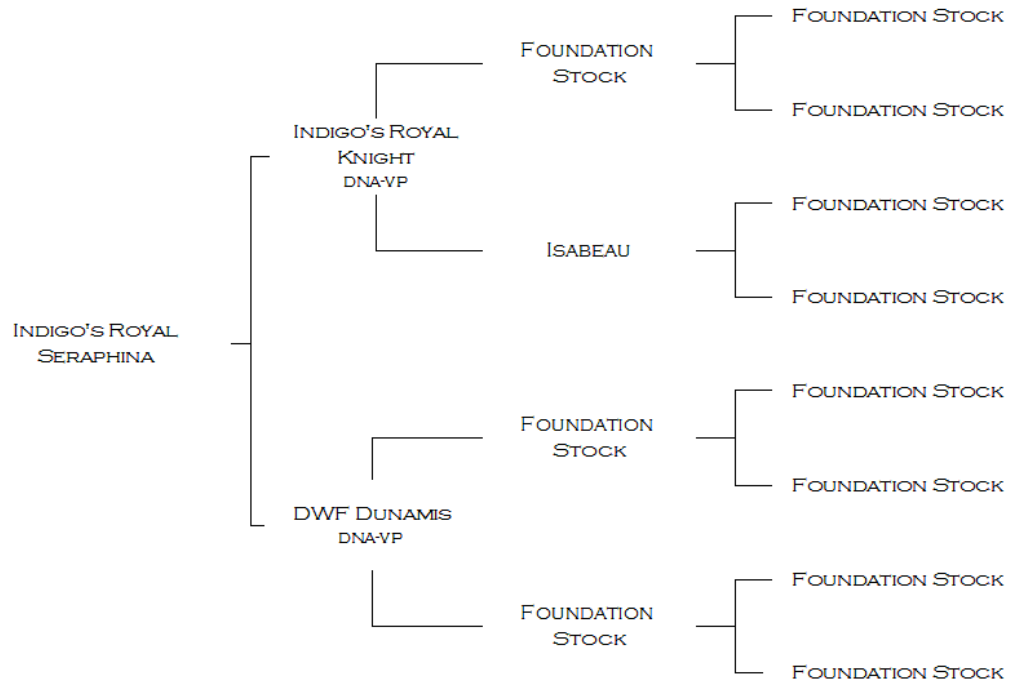 Foundation Stock
Foundation
Stock
Foundation Stock
Indigo's Royal
Knight
DNA-VP
Foundation Stock
Isabeau
Foundation Stock
Indigo's Royal
Seraphina
Foundation Stock
Foundation
Stock
Foundation Stock
DWF Dunamis
DNA-VP
Foundation Stock
Foundation
Stock
Foundation Stock